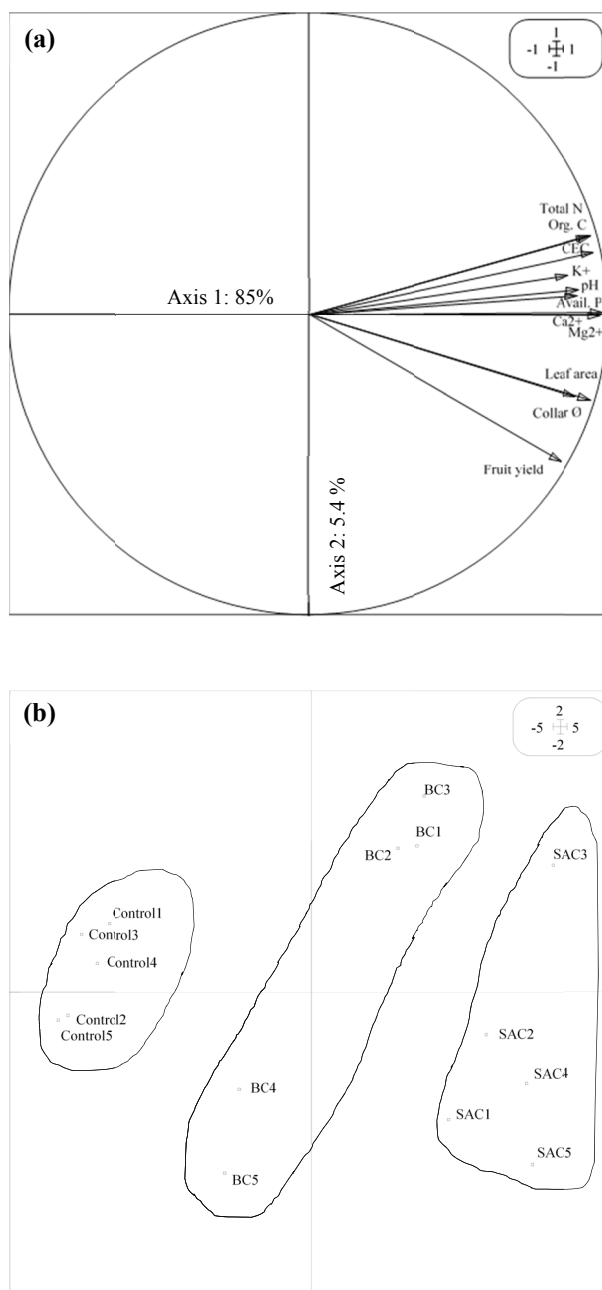 (a)
1
-1 1
-1
Total N
Org. C
CEC
K+
pH
Axis 1: 85%
Avail. P
Ca2+
Mg2+
Leaf area
Collar Ø
Fruit yield
Axis 2: 5.4 %
(b)
2
-5 5
-2
BC3
BC1
BC2
SAC3
Control1
Control3
Control4
Control2
Control5
SAC2
SAC4
BC4
SAC1
SAC5
BC5